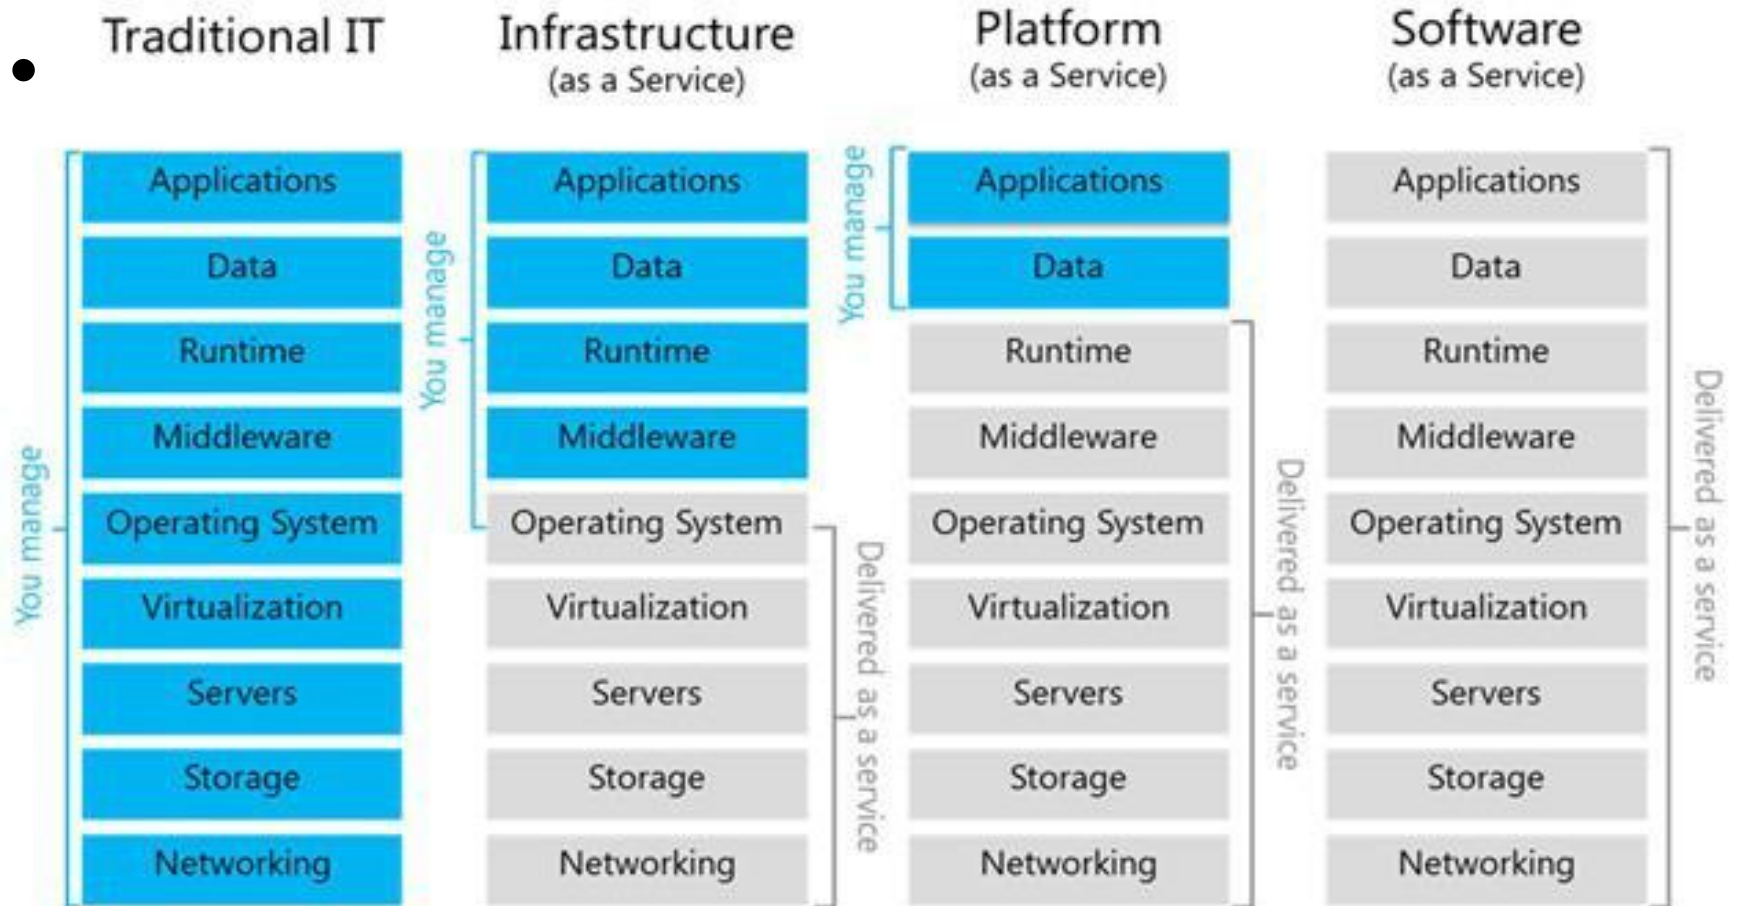 Traditional IT
Infrastructure
(as a Service)
Platform
(as a Service)
Software
(as a Service)
You manage
Applications
Data
Runtime
Middleware
Operating System
Virtualization
Servers
Storage
Networking
You manage
Applications
Data
Runtime
Middleware
Operating System
Virtualization
Servers
Storage
Networking
Delivered as a service
You manage
Applications
Data
Runtime
Middleware
Operating System
Virtualization
Servers
Storage
Networking
Delivered as a service
Applications
Data
Runtime
Middleware
Operating System
Virtualization
Servers
Storage
Networking
Delivered as a service